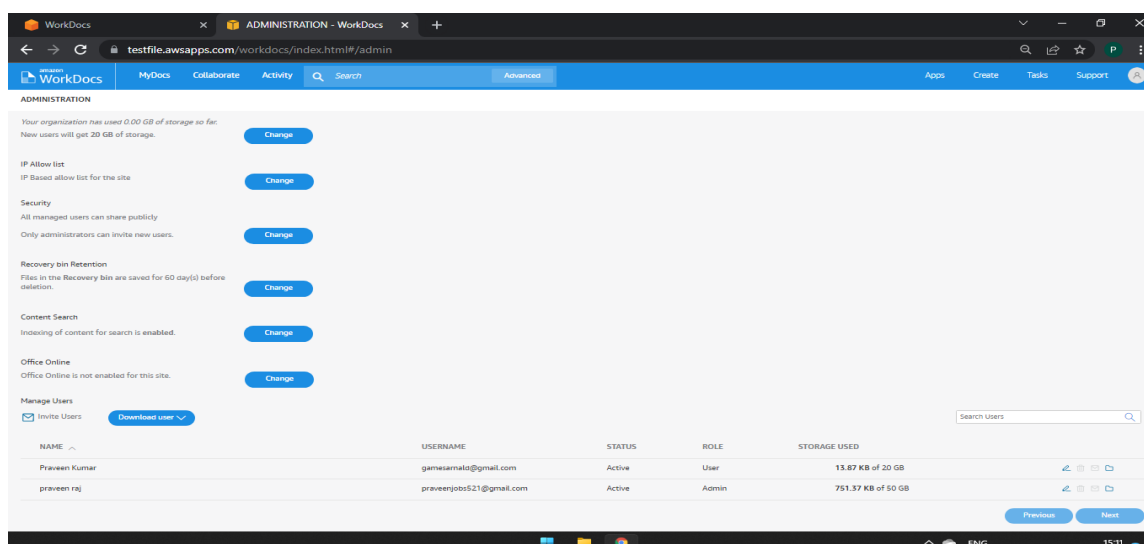 WorkDocs
ADMINISTRATION - WorkDocs
testfile.awsapps.com/workdocs/index.html#/admin
P
amazon
WorkDocs
MyDocs Collaborate Activity Search Advanced Apps Create Tasks Support
ADMINISTRATION
Your organization has used 0.00 GB of storage so far.
New users will get 20 GB of storage.
Change
IP Allow list
IP Based allow list for the site
Change
Security
All managed users can share publicly
Only administrators can invite new users.
Change
Recovery bin Retention
Files in the Recovery bin are saved for 60 day(s) before
deletion.
Change
Content Search
Indexing of content for search is enabled.
Change
Office Online
Office Online is not enabled for this site.
Change
Manage Users
Invite Users Download user Search Users
NAME USERNAME STATUS ROLE STORAGE USED
Praveen Kumar gamesamald@gmail.com Active User 13.87 KB of 20 GB
praveen raj praveenjobs521@gmail.com Active Admin 751.37 KB of 50 GB
Previous Next
ENG 15:11